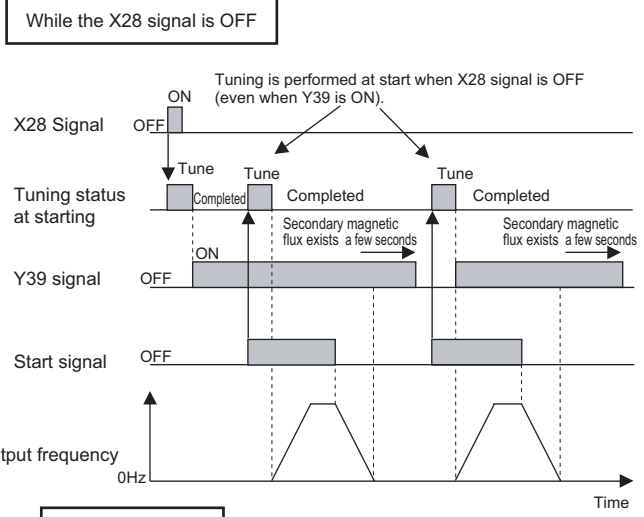 While the X28 signal is OFF
Tuning is performed at start when X28 signal is OFF
(even when Y39 is ON).
ON
X28 Signal
OFF
Tune
Tune
Tune
Tuning status
at starting
Completed
Completed
Completed
Secondary magnetic
flux exists a few seconds
Secondary magnetic
flux exists a few seconds
ON
Y39 signal
OFF
Start signal
OFF
tput frequency
0Hz
Time